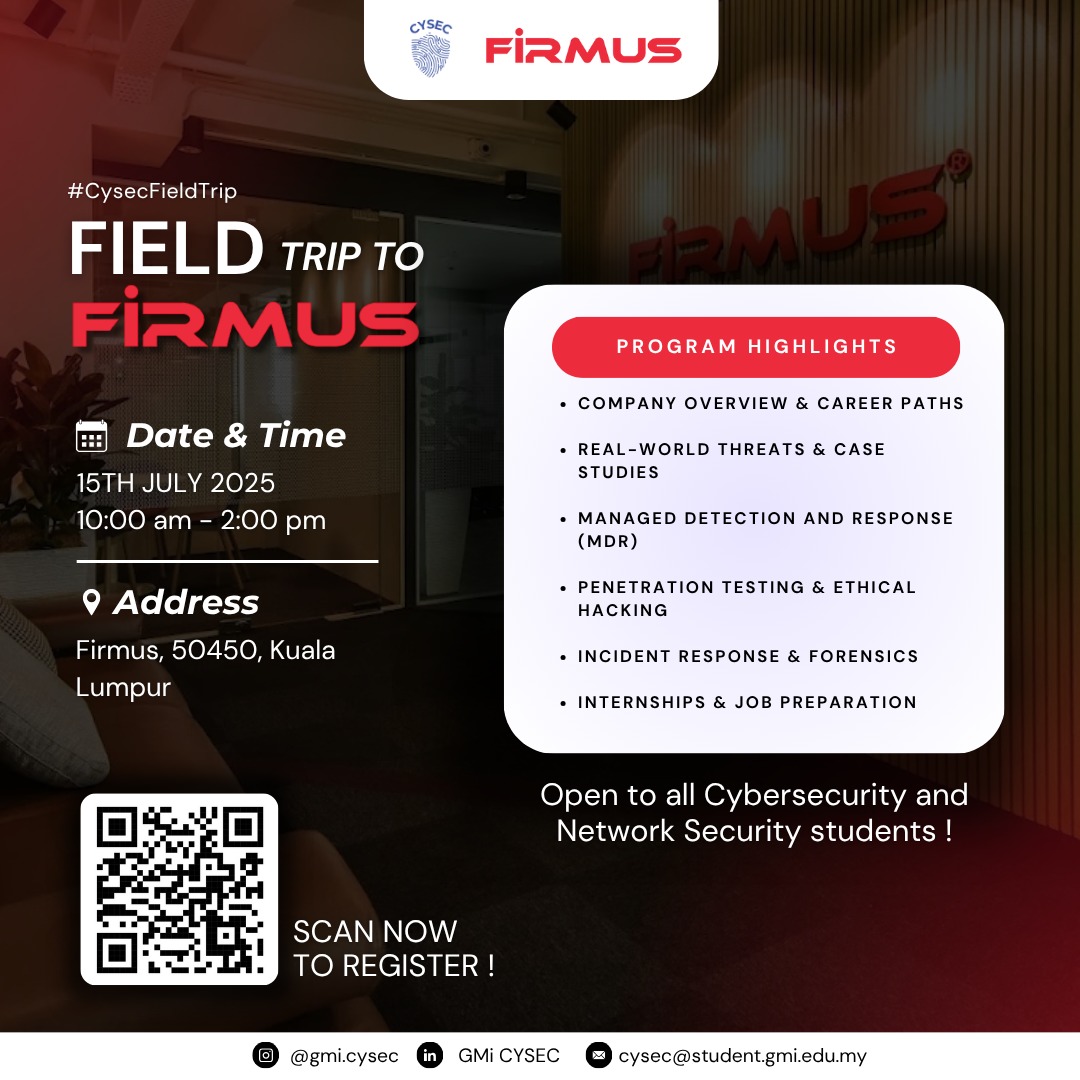 CYSEC
FiRMUS
FiRMUS®
#CysecFieldTrip
FIELD TRIP TO
FiRMUS
Date & Time
15TH JULY 2025
10:00 am - 2:00 pm
Address
Firmus, 50450, Kuala
Lumpur
PROGRAM HIGHLIGHTS
• COMPANY OVERVIEW & CAREER PATHS
• REAL-WORLD THREATS & CASE
STUDIES
• MANAGED DETECTION AND RESPONSE
(MDR)
• PENETRATION TESTING & ETHICAL
HACKING
• INCIDENT RESPONSE & FORENSICS
• INTERNSHIPS & JOB PREPARATION
Open to all Cybersecurity and
Network Security students !
SCAN NOW
TO REGISTER !
@gmi.cysec GMi CYSEC cysec@student.gmi.edu.my